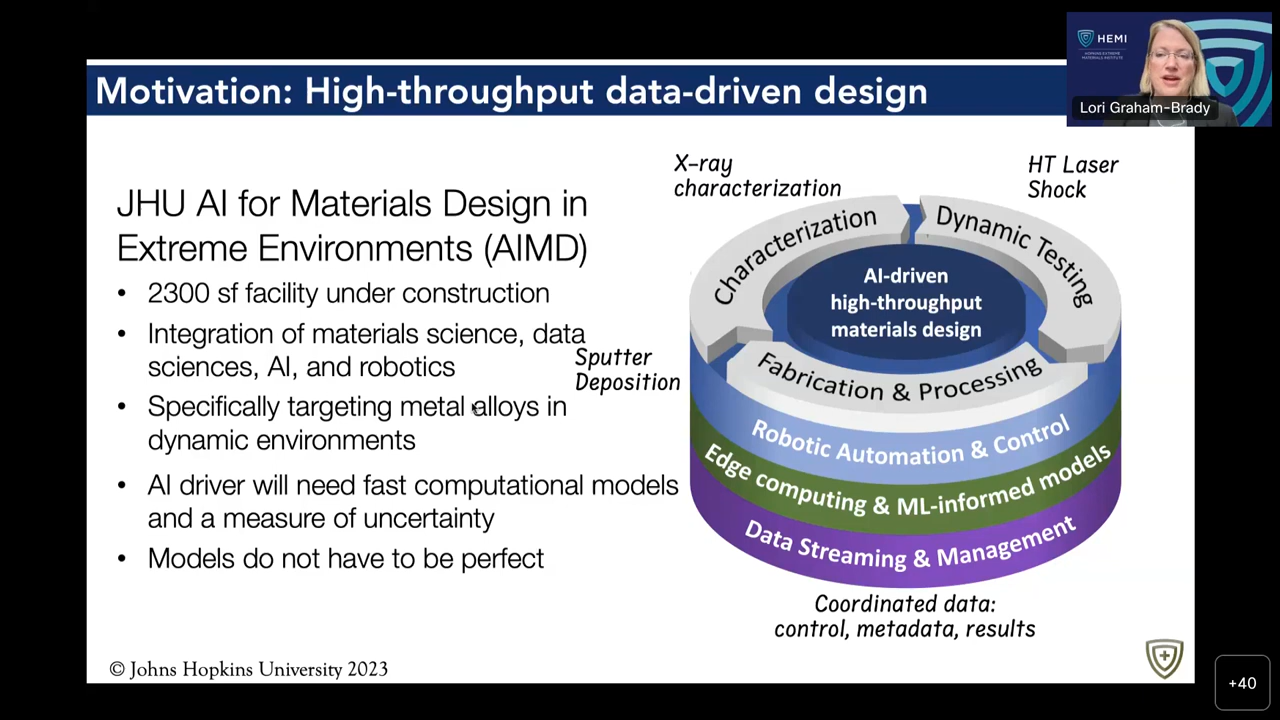 Motivation: High-throughput data-driven design
HEMI
HOPKINS EXTREME
MATERIALS INSTITUTE
Lori Graham-Brady
JHU AI for Materials Design in
Extreme Environments (AIMD)
• 2300 sf facility under construction
• Integration of materials science, data
sciences, AI, and robotics
• Specifically targeting metal alloys in
dynamic environments
• AI driver will need fast computational models
and a measure of uncertainty
• Models do not have to be perfect
X-ray
characterization
HT Laser
Shock
Sputter
Deposition
Characterization
Dynamic Testing
AI-driven
high-throughput
materials design
Fabrication & Processing
Robotic Automation & Control
Edge computing & ML-informed models
Data Streaming & Management
Coordinated data:
control, metadata, results
© Johns Hopkins University 2023
+40